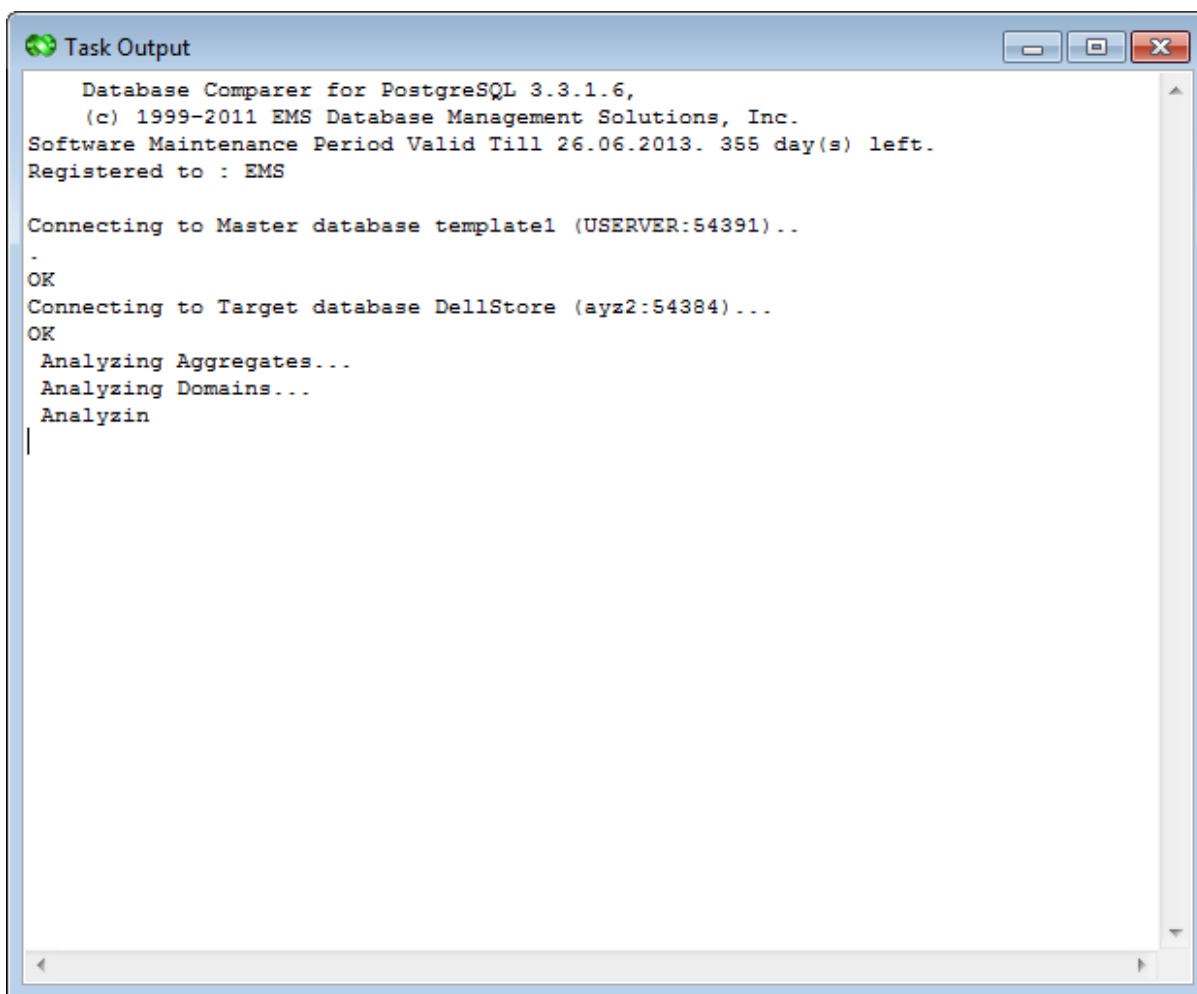 Task Output
Database Comparer for PostgreSQL 3.3.1.6,
(c) 1999-2011 EMS Database Management Solutions, Inc.
Software Maintenance Period Valid Till 26.06.2013. 355 day(s) left.
Registered to : EMS
Connecting to Master database template1 (USERVER:54391)..
.
OK
Connecting to Target database DellStore (ayz2:54384)...
OK
Analyzing Aggregates...
Analyzing Domains...
Analyzin